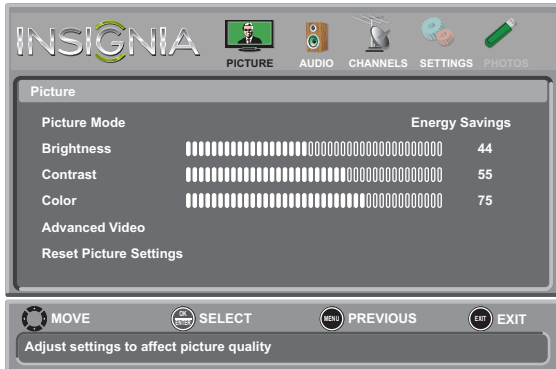 INSIGNIA
PICTURE AUDIO CHANNELS SETTINGS PHOTOS
Picture
Picture Mode Energy Savings
Brightness 44
Contrast 55
Color 75
Advanced Video
Reset Picture Settings
MOVE OK ENTER SELECT MENU PREVIOUS EXIT EXIT
Adjust settings to affect picture quality